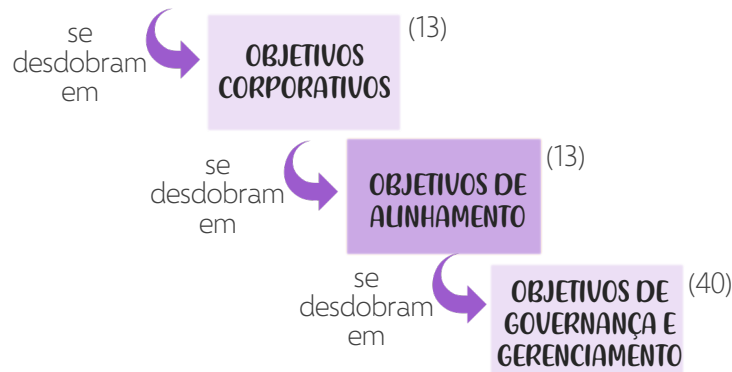 se
desdobram
em
OBJETIVOS
CORPORATIVOS
(13)
se
desdobram
em
OBJETIVOS DE
ALINHAMENTO
(13)
se
desdobram
em
OBJETIVOS DE
GOVERNANÇA E
GERENCIAMENTO
(40)